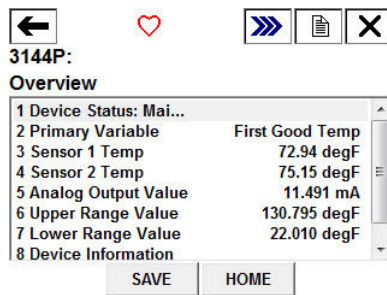 3144P:
Overview
1 Device Status: Mai...
2 Primary Variable First Good Temp
3 Sensor 1 Temp 72.94 degF
4 Sensor 2 Temp 75.15 degF
5 Analog Output Value 11.491 mA
6 Upper Range Value 130.795 degF
7 Lower Range Value 22.010 degF
8 Device Information
SAVE HOME